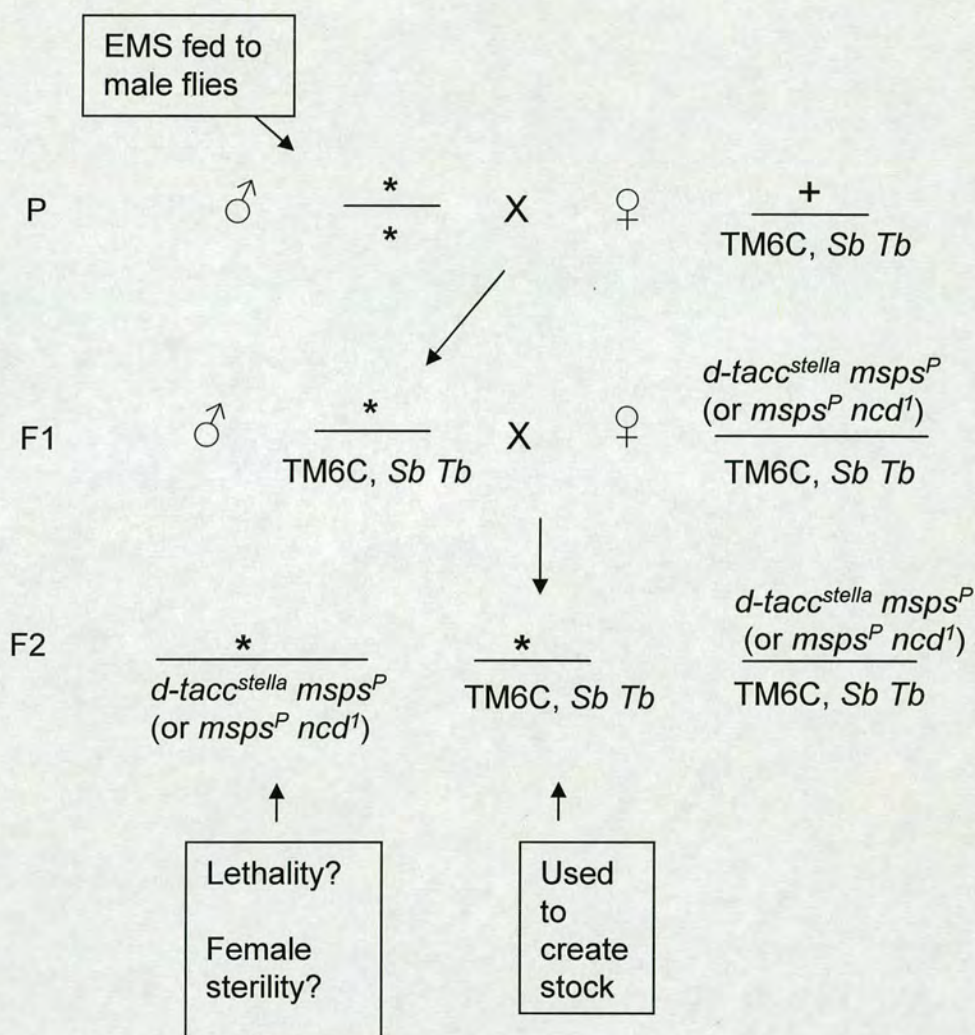 EMS fed to
male flies
P ♂ * X ♀ +
* TM6C, Sb Tb
d-tacc^stella msps^P
(or msps^P ncd^1)
F1 ♂ * X ♀
TM6C, Sb Tb TM6C, Sb Tb
d-tacc^stella msps^P
(or msps^P ncd^1)
F2 * *
d-tacc^stella msps^P TM6C, Sb Tb TM6C, Sb Tb
(or msps^P ncd^1)
Lethality?
Female
sterility?
Used
to
create
stock